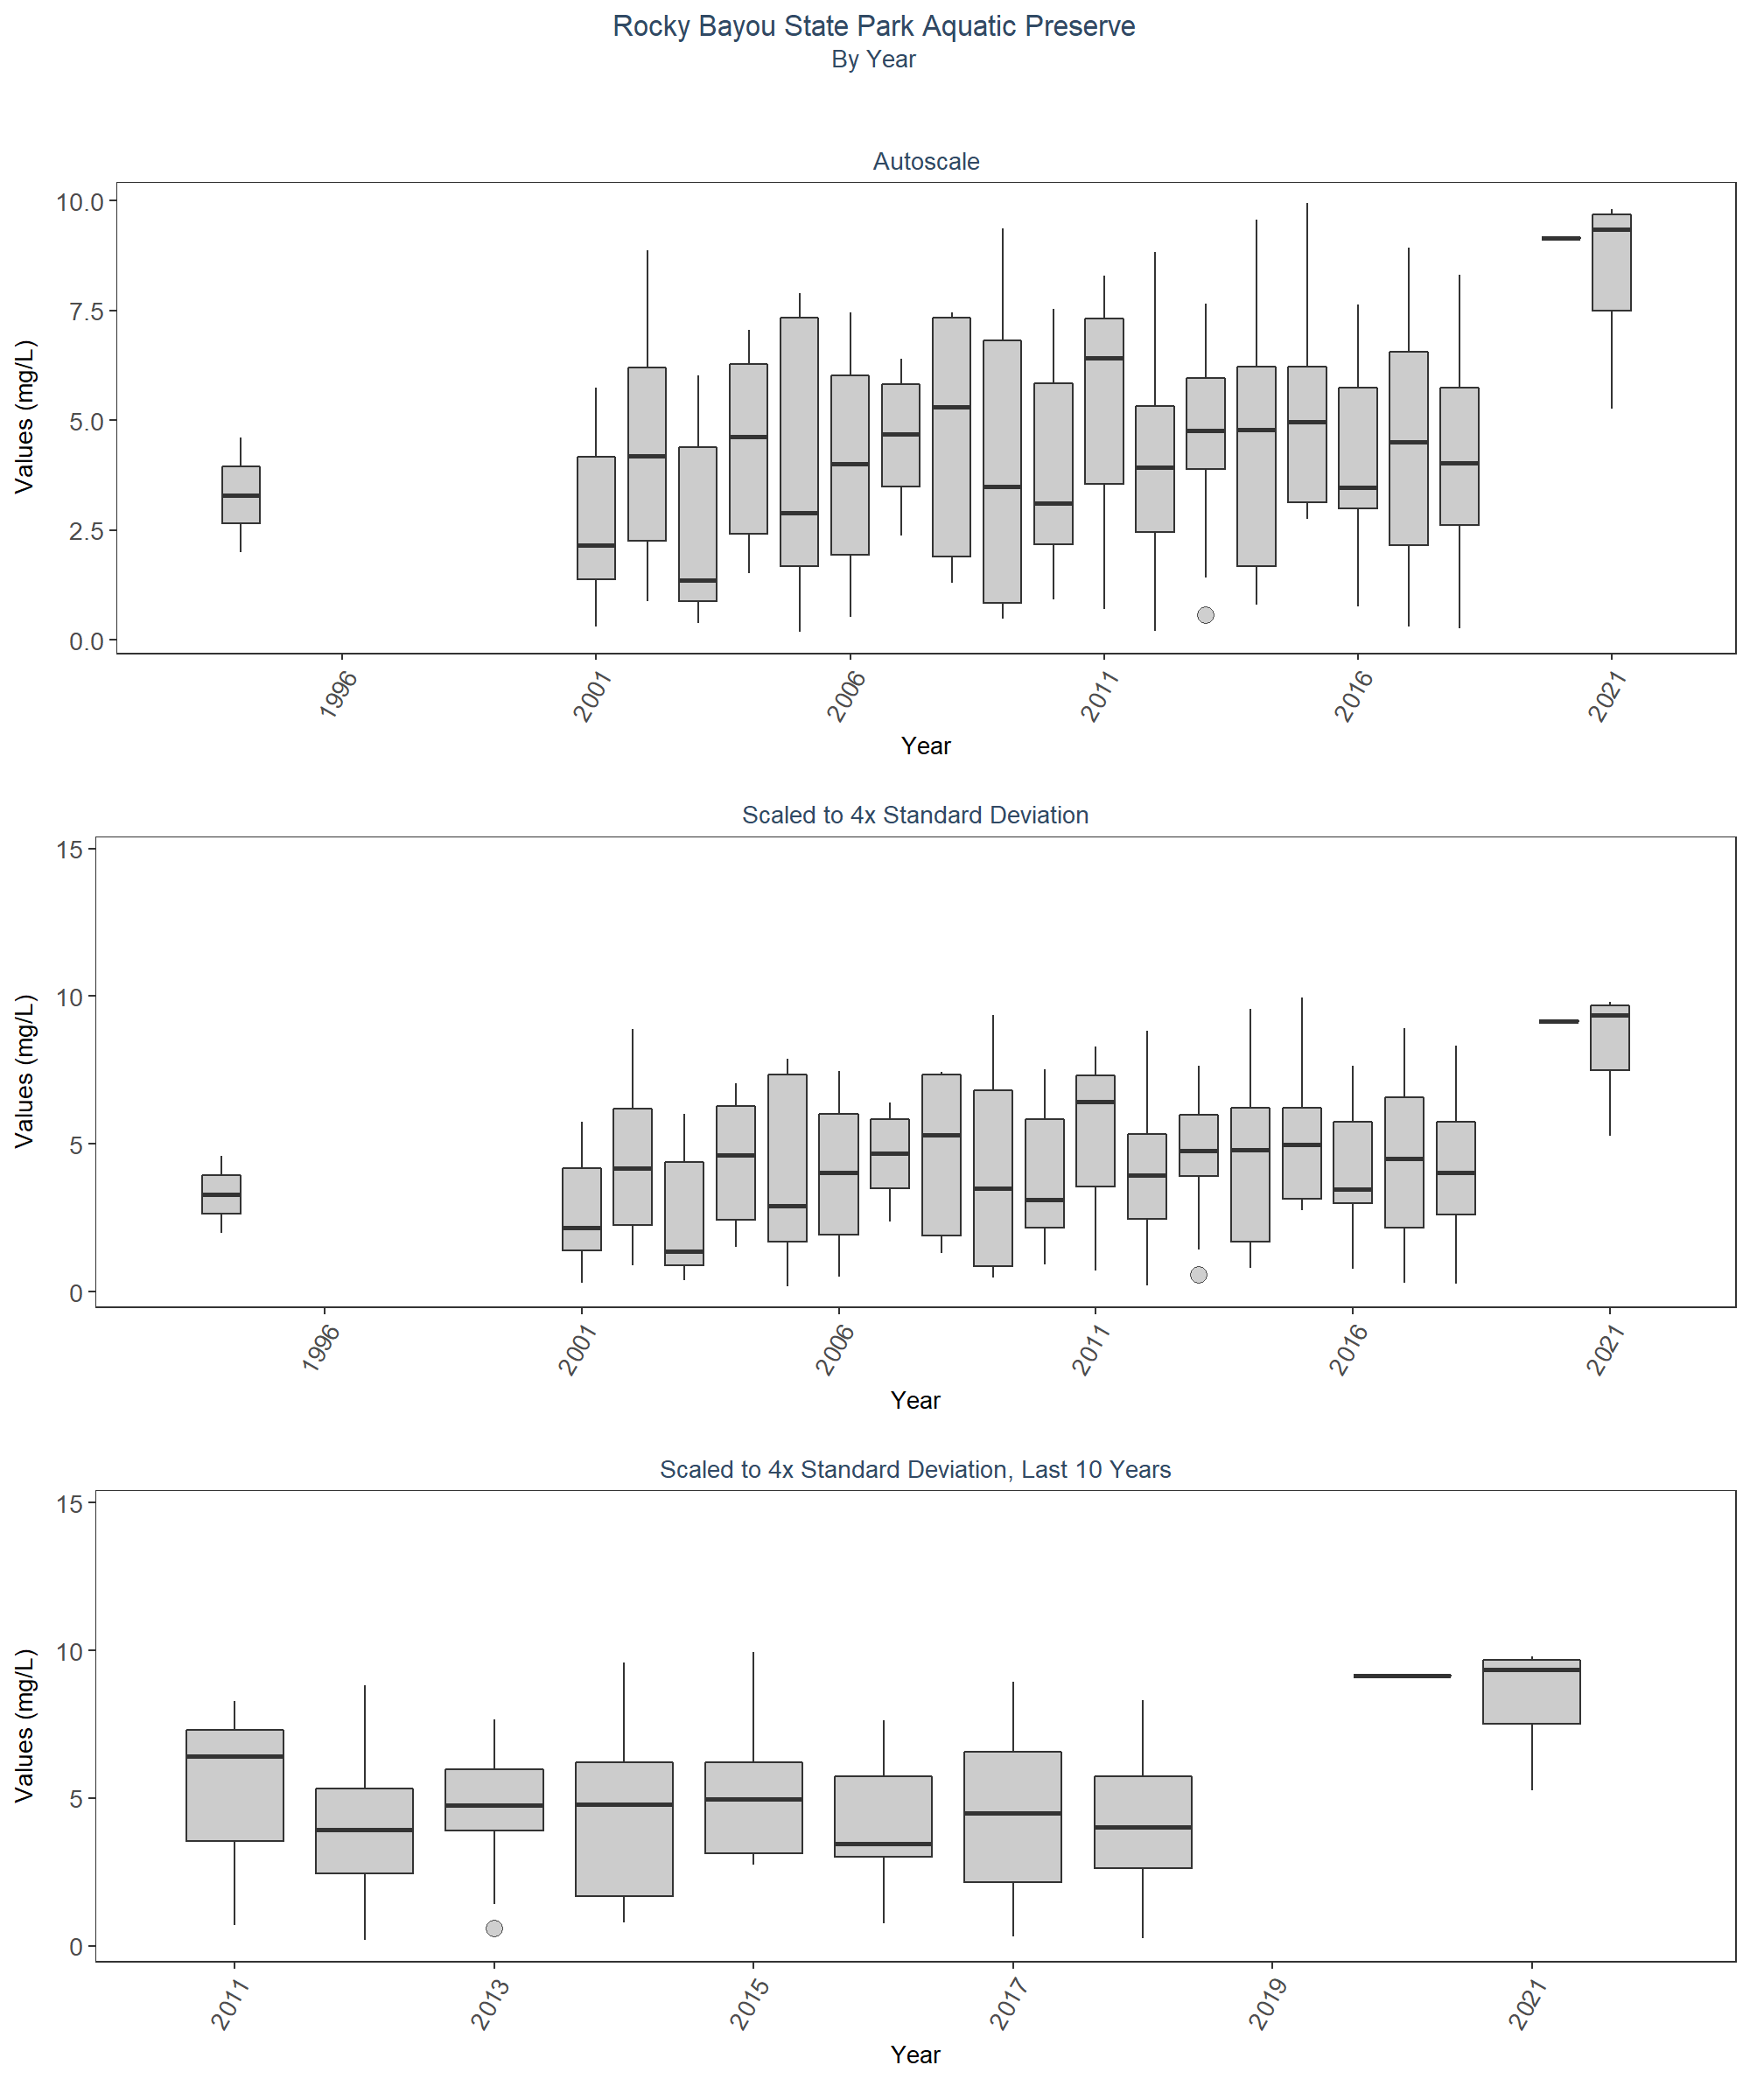 Rocky Bayou State Park Aquatic Preserve
By Year
Autoscale
10.0
7.5
5.0
2.5
0.0
Values (mg/L)
1996 2001 2006 2011 2016 2021
Year
Scaled to 4x Standard Deviation
15
10
5
0
Values (mg/L)
1996 2001 2006 2011 2016 2021
Year
Scaled to 4x Standard Deviation, Last 10 Years
15
10
5
0
Values (mg/L)
2011 2013 2015 2017 2019 2021
Year